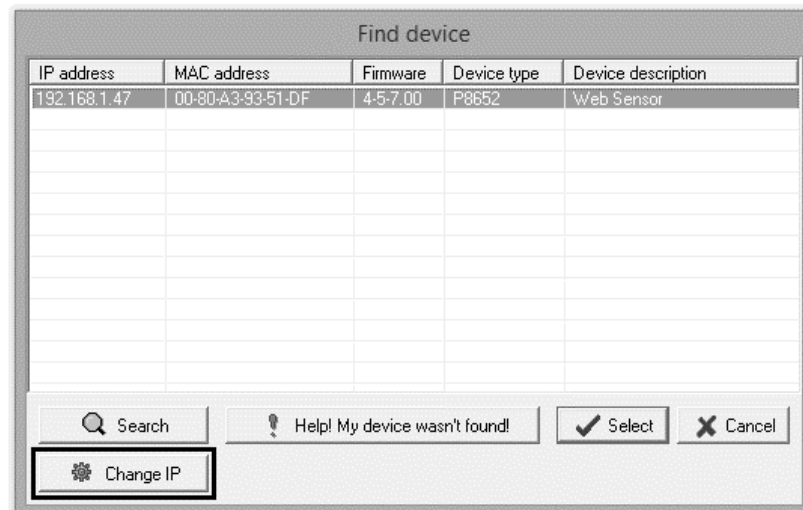 Find device
IP address MAC address Firmware Device type Device description
192.168.1.47 00-80-A3-93-51-DF 4-5-7.00 P8652 Web Sensor
Search Help! My device wasn't found! Select Cancel
Change IP